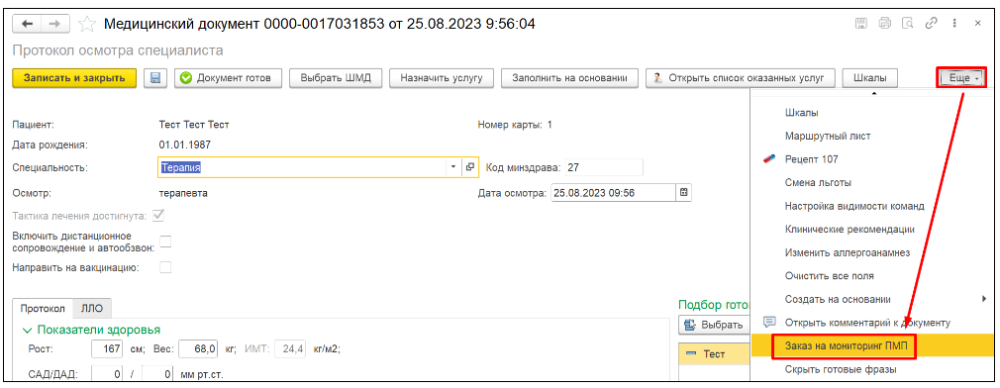 Медицинский документ 0000-0017031853 от 25.08.2023 9:56:04
Протокол осмотра специалиста
Записать и закрыть Документ готов Выбрать ШМД Назначить услугу Заполнить на основании Открыть список оказанных услуг Шкалы Еще
Пациент: Тест Тест Тест Номер карты: 1
Дата рождения: 01.01.1987
Специальность: Терапия Код минздрава: 27
Осмотр: терапевта Дата осмотра: 25.08.2023 09:56
Тактика лечения достигнута:
Включить дистанционное
сопровождение и автообзвон:
Направить на вакцинацию:
Протокол ЛЛО
Показатели здоровья
Рост: 167 см; Вес: 68,0 кг; ИМТ: 24,4 кг/м2;
САД/ДАД: 0 / 0 мм рт.ст.
Подбор гото
Выбрать
Тест
Шкалы
Маршрутный лист
Рецепт 107
Смена льготы
Настройка видимости команд
Клинические рекомендации
Изменить аллергоанамнез
Очистить все поля
Создать на основании
Открыть комментарий к документу
Заказ на мониторинг ПМП
Скрыть готовые фразы